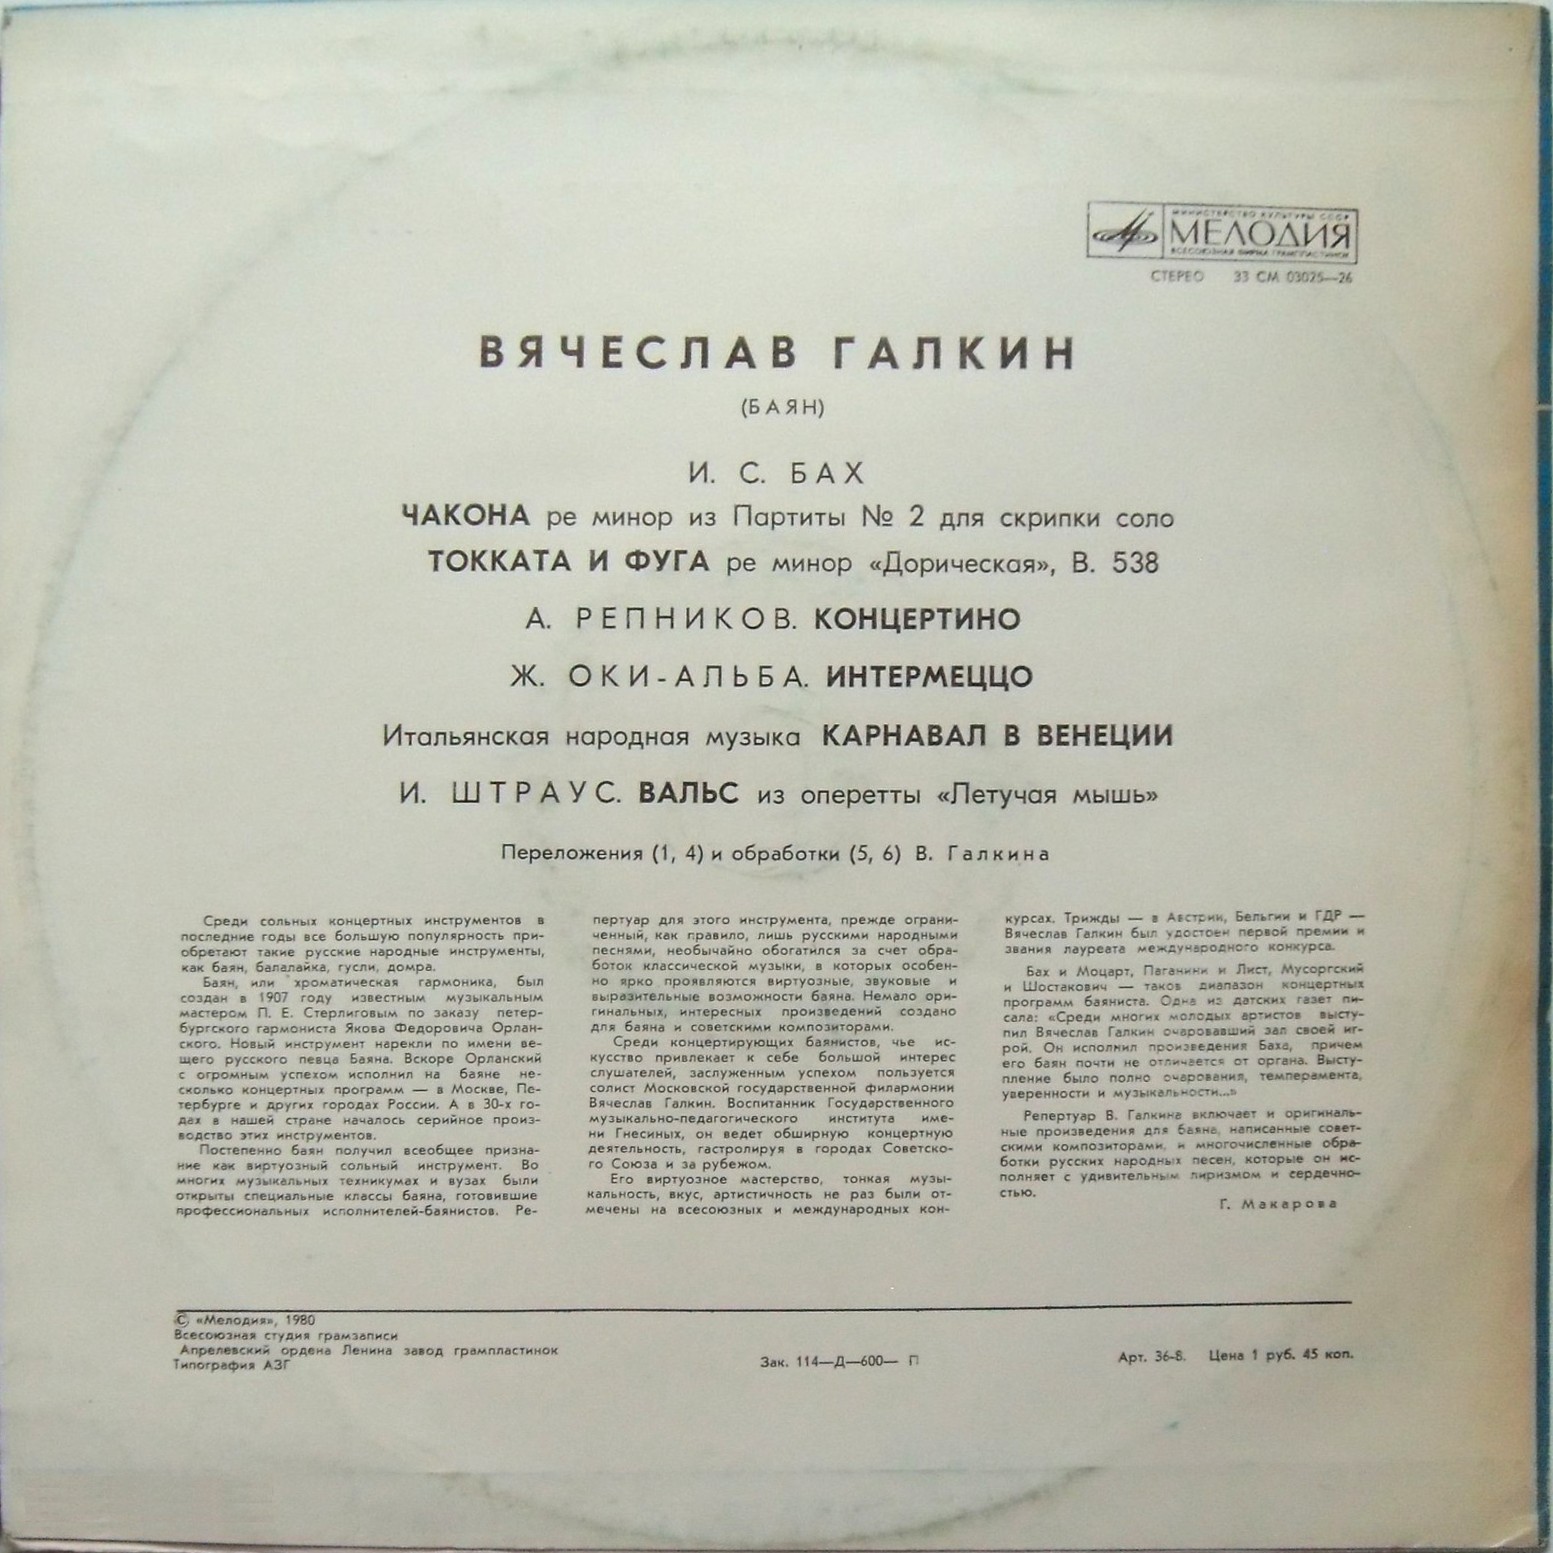 МИНИСТЕРСТВО КУЛЬТУРЫ СССР
МЕЛОДИЯ
ВСЕСОЮЗНАЯ ФИРМА ГРАМПЛАСТИНОК
СТЕРЕО 33 СМ 03025—26
ВЯЧЕСЛАВ ГАЛКИН
(БАЯН)
И. С. БАХ
ЧАКОНА ре минор из Партиты № 2 для скрипки соло
ТОККАТА И ФУГА ре минор «Дорическая», В. 538
А. РЕПНИКОВ. КОНЦЕРТИНО
Ж. ОКИ-АЛЬБА. ИНТЕРМЕЦЦО
Итальянская народная музыка КАРНАВАЛ В ВЕНЕЦИИ
И. ШТРАУС. ВАЛЬС из оперетты «Летучая мышь»
Переложения (1, 4) и обработки (5, 6) В. Галкина
Среди сольных концертных инструментов в
последние годы все большую популярность при-
обретают такие русские народные инструменты,
как баян, балалайка, гусли, домра.
Баян, или хроматическая гармоника, был
создан в 1907 году известным музыкальным
мастером П. Е. Стерлиговым по заказу петер-
бургского гармониста Якова Федоровича Орлан-
ского. Новый инструмент нарекли по имени ве-
щего русского певца Баяна. Вскоре Орланский
с огромным успехом исполнил на баяне не-
сколько концертных программ — в Москве, Пе-
тербурге и других городах России. А в 30-х го-
дах в нашей стране началось серийное произ-
водство этих инструментов.
Постепенно баян получил всеобщее призна-
ние как виртуозный сольный инструмент. Во
многих музыкальных техникумах и вузах были
открыты специальные классы баяна, готовившие
профессиональных исполнителей-баянистов. Ре-
пертуар для этого инструмента, прежде ограни-
ченный, как правило, лишь русскими народными
песнями, необычайно обогатился за счет обра-
боток классической музыки, в которых особен-
но ярко проявляются виртуозные, звуковые и
выразительные возможности баяна. Немало ори-
гинальных, интересных произведений создано
для баяна и советскими композиторами.
Среди концертирующих баянистов, чье ис-
кусство привлекает к себе большой интерес
слушателей, заслуженным успехом пользуется
солист Московской государственной филармонии
Вячеслав Галкин. Воспитанник Государственного
музыкально-педагогического института име-
ни Гнесиных, он ведет обширную концертную
деятельность, гастролируя в городах Советско-
го Союза и за рубежом.
Его виртуозное мастерство, тонкая музы-
кальность, вкус, артистичность не раз были от-
мечены на всесоюзных и международных кон-
курсах. Трижды — в Австрии, Бельгии и ГДР —
Вячеслав Галкин был удостоен первой премии и
звания лауреата международного конкурса.
Бах и Моцарт, Паганини и Лист, Мусоргский
и Шостакович — таков диапазон концертных
программ баяниста. Одна из датских газет пи-
сала: «Среди многих молодых артистов высту-
пил Вячеслав Галкин очаровавший зал своей иг-
рой. Он исполнил произведения Баха, причем
его баян почти не отличается от органа. Высту-
пление было полно очарования, темперамента,
уверенности и музыкальности...»
Репертуар В. Галкина включает и оригиналь-
ные произведения для баяна, написанные совет-
скими композиторами, и многочисленные обра-
ботки русских народных песен, которые он ис-
полняет с удивительным лиризмом и сердечно-
стью.
Г. Макарова
© «Мелодия», 1980
Всесоюзная студия грамзаписи
Апрелевский ордена Ленина завод грампластинок
Типография АЗГ
Зак. 114—Д—600— П
Арт. 36-8. Цена 1 руб. 45 коп.